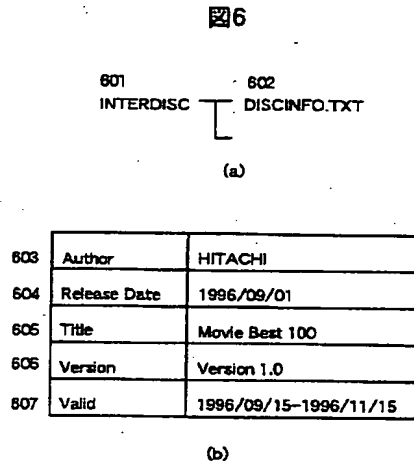 図6
601 602
INTERDISC DISCINFO.TXT
(a)
603 Author HITACHI
604 Release Date 1996/09/01
605 Title Movie Best 100
606 Version Version 1.0
607 Valid 1996/09/15-1996/11/15
(b)